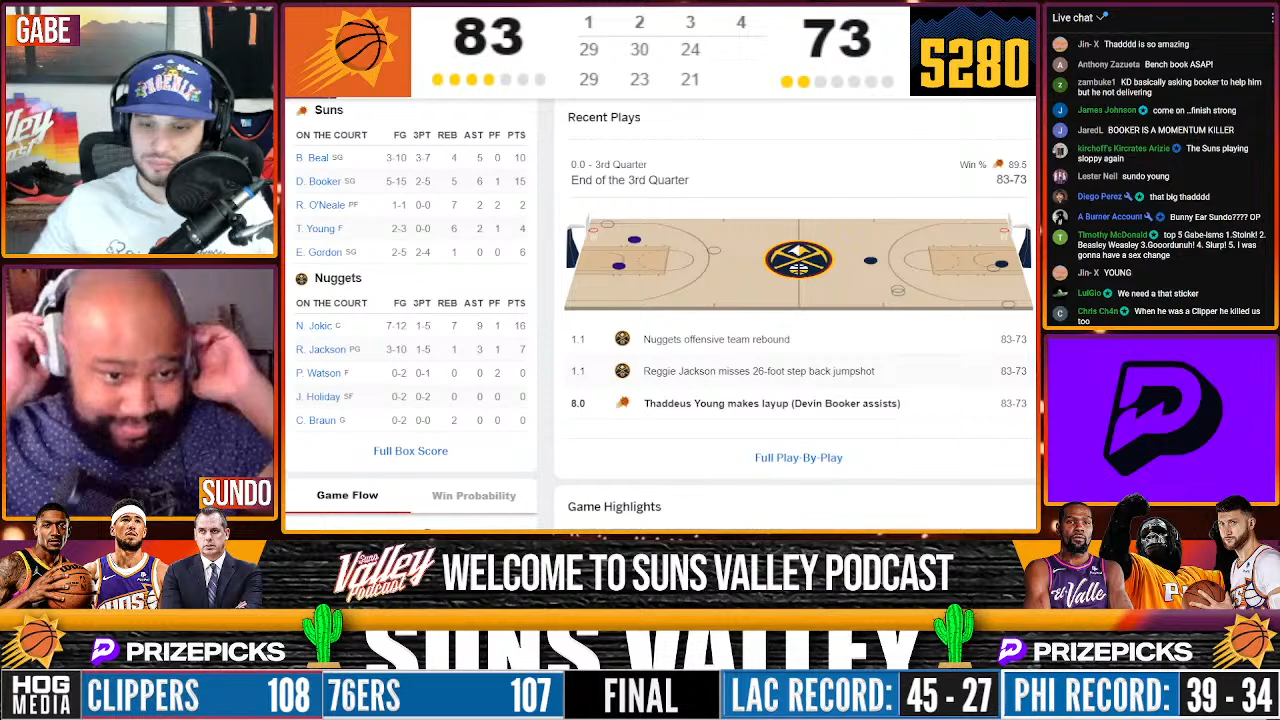 GABE
SUNDO
83
1 2 3 4
29 30 24
29 23 21
73
5280
Suns
ON THE COURT FG 3PT REB AST PF PTS
B. Beal SG 3-10 3-7 4 5 0 10
D. Booker SG 5-15 2-5 5 6 1 15
R. O'Neale PF 1-1 0-0 7 2 2 2
T. Young F 2-3 0-0 6 2 1 4
E. Gordon SG 2-5 2-4 1 0 0 6
Nuggets
ON THE COURT FG 3PT REB AST PF PTS
N. Jokic C 7-12 1-5 7 9 1 16
R. Jackson PG 3-10 1-5 1 3 1 7
P. Watson F 0-2 0-1 0 0 2 0
J. Holiday SF 0-2 0-2 0 0 0 0
C. Braun G 0-2 0-0 2 0 0 0
Full Box Score
Game Flow Win Probability
Recent Plays
0.0 - 3rd Quarter Win % 89.5
End of the 3rd Quarter 83-73
1.1 Nuggets offensive team rebound 83-73
1.1 Reggie Jackson misses 26-foot step back jumpshot 83-73
8.0 Thaddeus Young makes layup (Devin Booker assists) 83-73
Full Play-By-Play
Game Highlights
Live chat
Jin- X Thadddd is so amazing
Anthony Zazueta Bench book ASAP!
zambuke1 KD basically asking booker to help him
but he not delivering
James Johnson come on ..finish strong
JaredL BOOKER IS A MOMENTUM KILLER
kirchoff's Kircrates Arizie The Suns playing
sloppy again
Lester Neil sundo young
Diego Perez that big thadddd
A Burner Account Bunny Ear Sundo???? OP
Timothy McDonald top 5 Gabe-isms 1.Stoink! 2.
Beasley Weasley 3.Gooordunuh! 4. Slurp! 5. I was
gonna have a sex change
Jin- X YOUNG
LuiGio We need a that sticker
Chris Ch4n When he was a Clipper he killed us
too
Suns Valley Podcast
WELCOME TO SUNS VALLEY PODCAST
PRIZEPICKS
SUNS VALLEY
PRIZEPICKS
HOG
MEDIA
CLIPPERS 108 76ERS 107 FINAL LAC RECORD: 45 - 27 PHI RECORD: 39 - 34